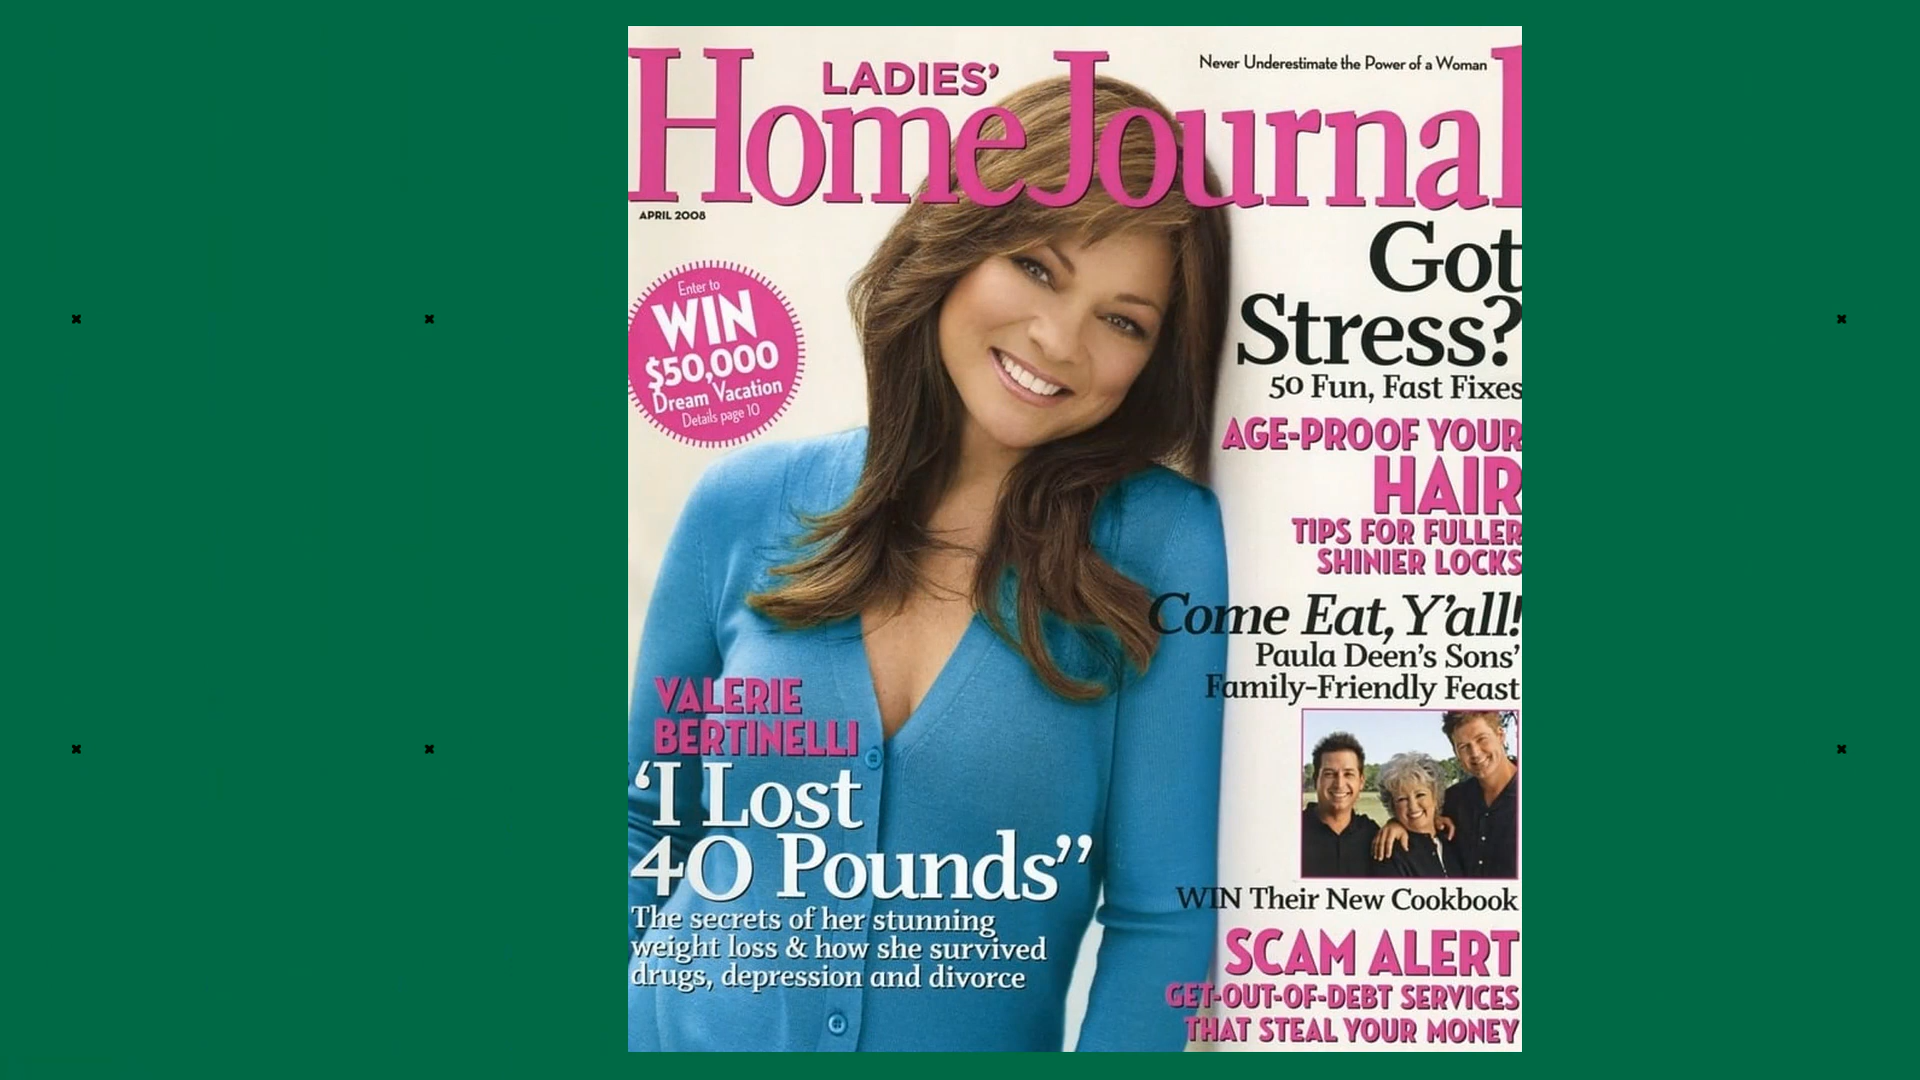 LADIES'
Home Journal
Never Underestimate the Power of a Woman
APRIL 2008
Enter to
WIN
$50,000
Dream Vacation
Details page 10
Got
Stress?
50 Fun, Fast Fixes
AGE-PROOF YOUR
HAIR
TIPS FOR FULLER
SHINIER LOCKS
Come Eat, Y'all!
Paula Deen's Sons'
Family-Friendly Feast
WIN Their New Cookbook
SCAM ALERT
GET-OUT-OF-DEBT SERVICES
THAT STEAL YOUR MONEY
VALERIE
BERTINELLI
‘I Lost
40 Pounds”
The secrets of her stunning
weight loss & how she survived
drugs, depression and divorce